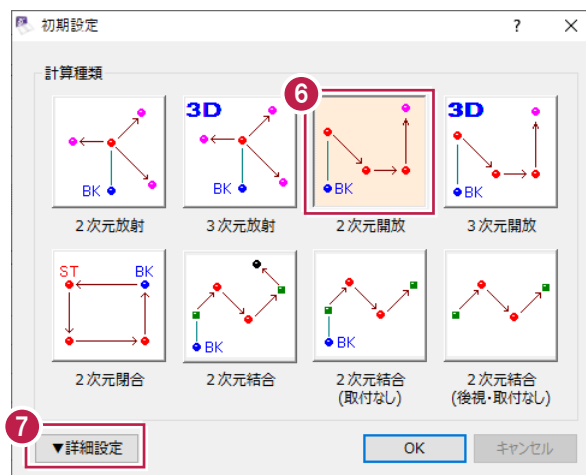 初期設定
? ×
計算種類
6
BK
2次元放射
3D
BK
3次元放射
BK
2次元開放
3D
BK
3次元開放
ST BK
2次元閉合
BK
2次元結合
BK
2次元結合
(取付なし)
2次元結合
(後視・取付なし)
7
▼詳細設定
OK
キャンセル